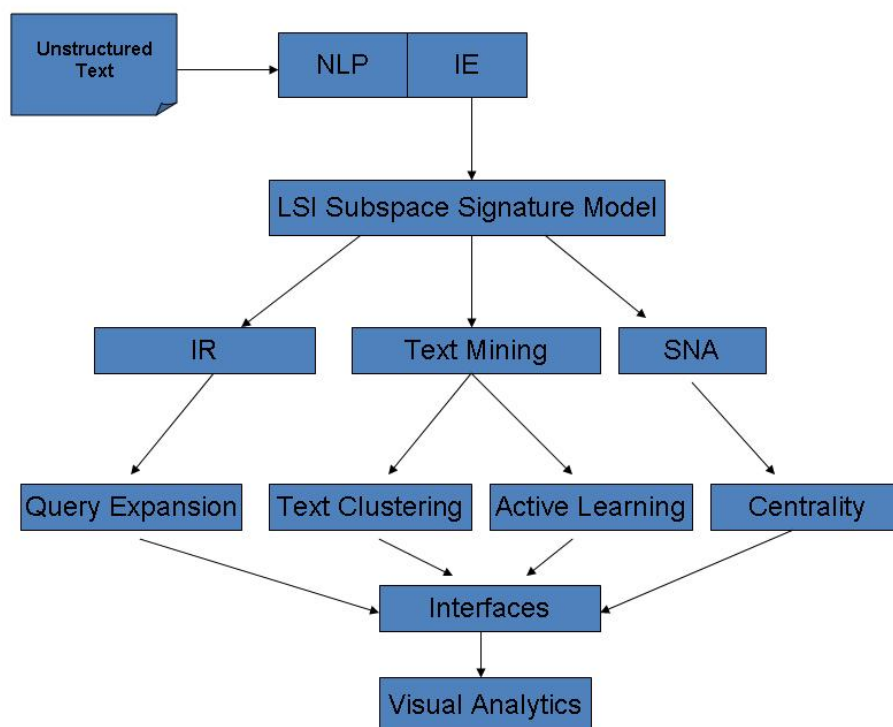 Unstructured
Text
NLP
IE
LSI Subspace Signature Model
IR
Text Mining
SNA
Query Expansion
Text Clustering
Active Learning
Centrality
Interfaces
Visual Analytics